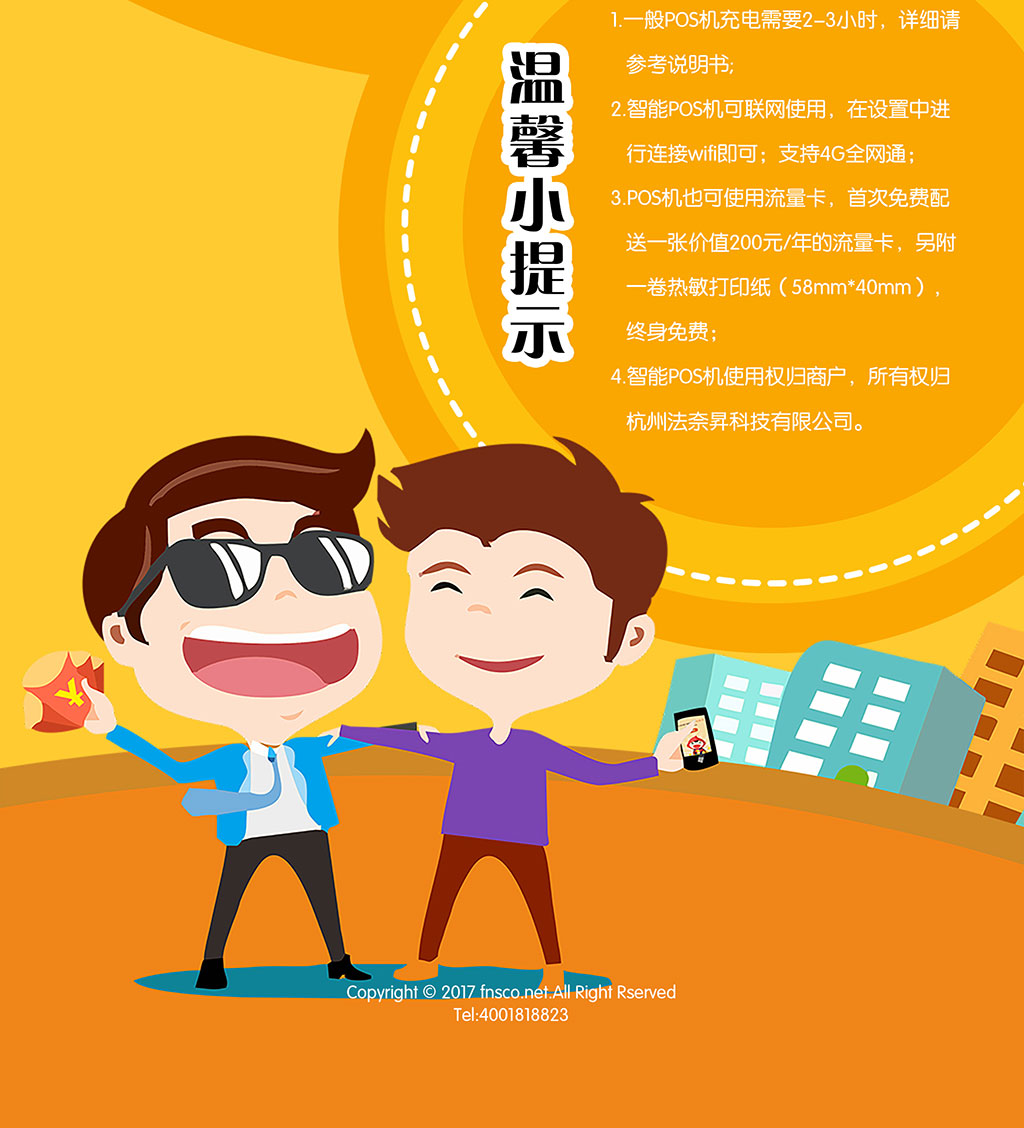 温馨小提示
1.一般POS机充电需要2-3小时，详细请
参考说明书;
2.智能POS机可联网使用，在设置中进
行连接wifi即可；支持4G全网通；
3.POS机也可使用流量卡，首次免费配
送一张价值200元/年的流量卡，另附
一卷热敏打印纸（58mm*40mm），
终身免费；
4.智能POS机使用权归商户，所有权归
杭州法奈昇科技有限公司。
¥
Copyright © 2017 fnsco.net.All Right Rserved
Tel:4001818823